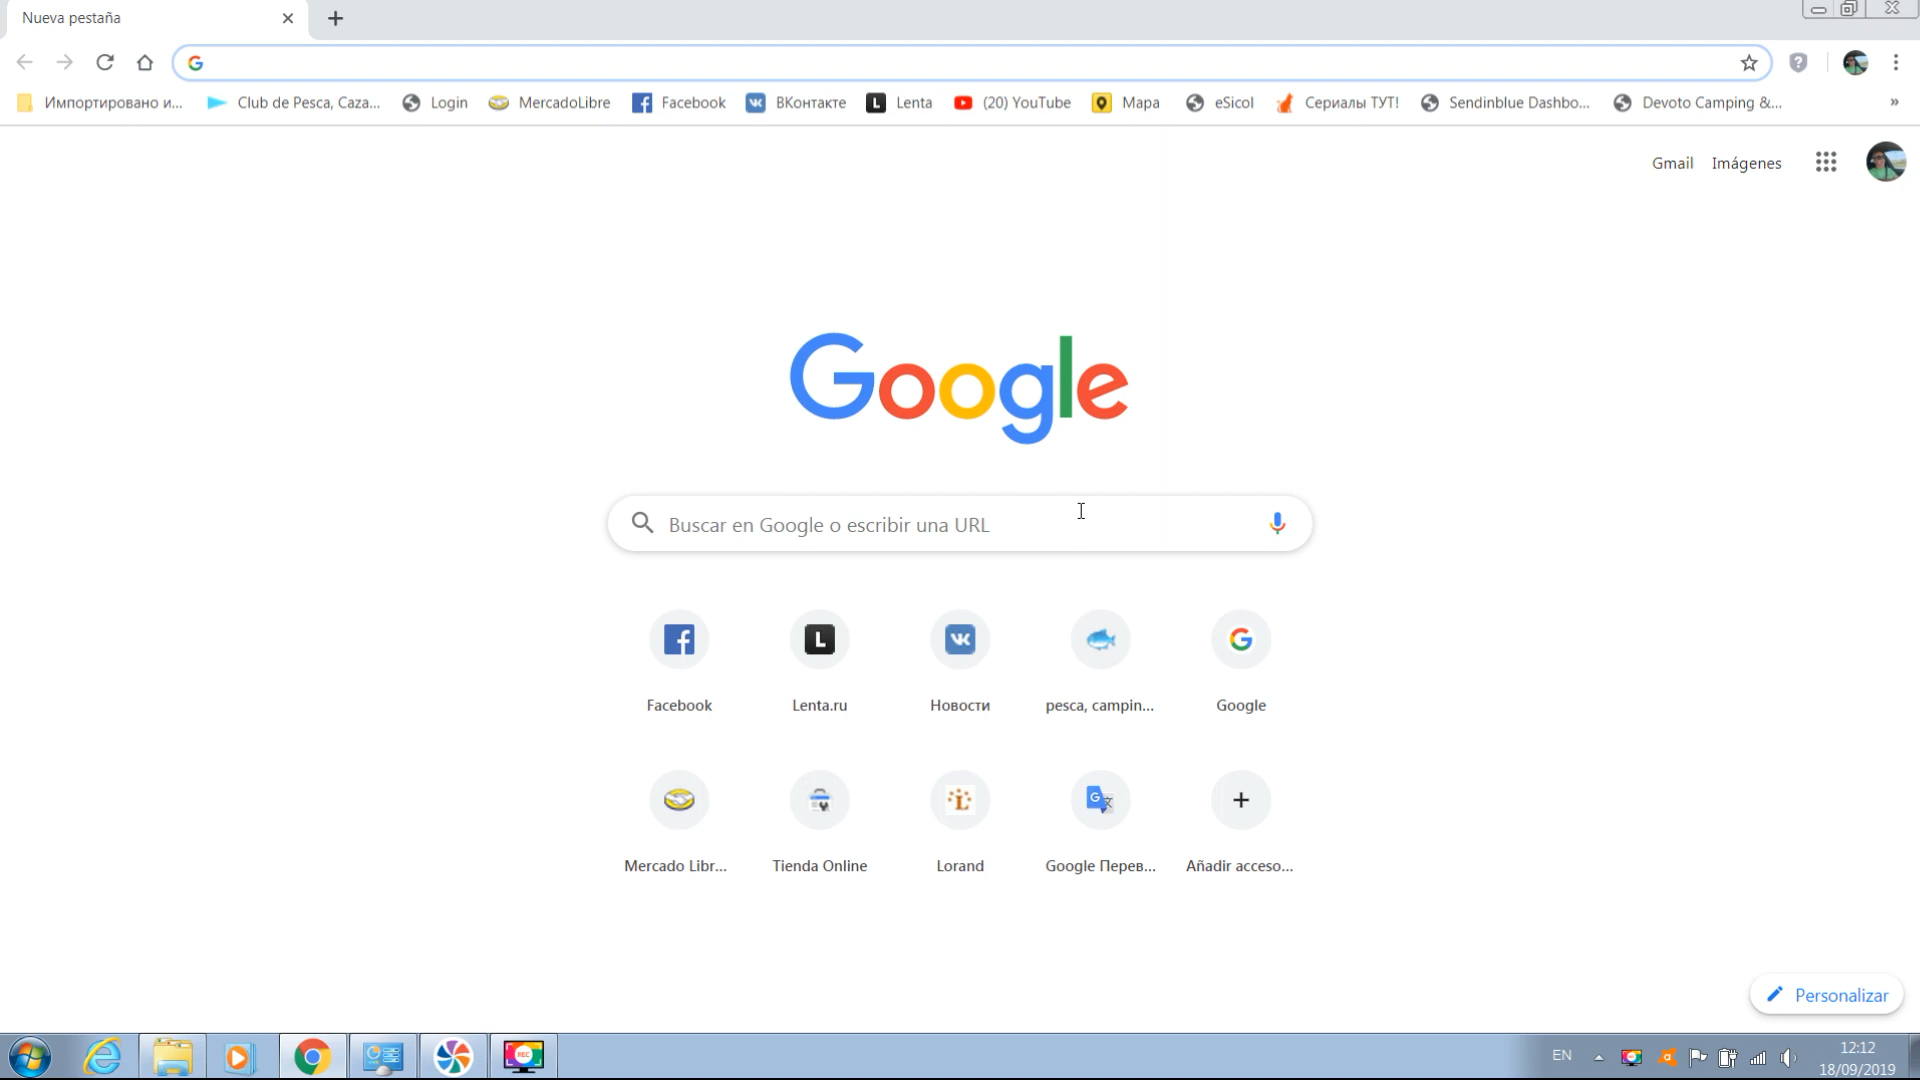 Nueva pestaña
Импортировано и... Club de Pesca, Caza... Login MercadoLibre Facebook ВКонтакте Lenta (20) YouTube Mapa eSicol Сериалы ТУТ! Sendinblue Dashbo... Devoto Camping &... »
Gmail Imágenes
Google
Buscar en Google o escribir una URL
Facebook Lenta.ru Новости pesca, campin... Google
Mercado Libr... Tienda Online Lorand Google Перев... Añadir acceso...
Personalizar
REC EN 12:12
18/09/2019